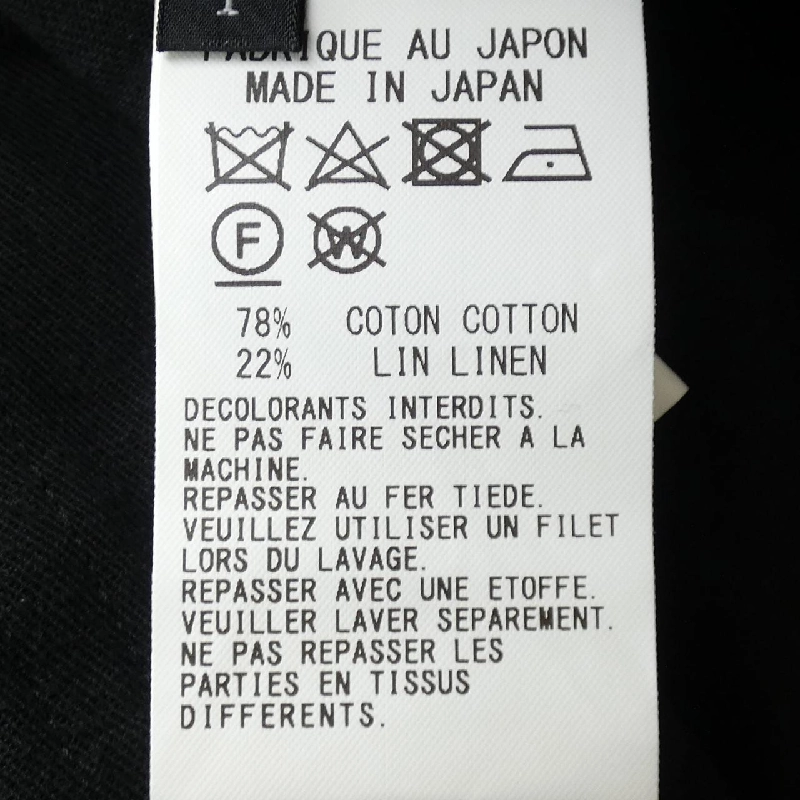 FABRIQUE AU JAPON
MADE IN JAPAN
F W
78% COTON COTTON
22% LIN LINEN
DECOLORANTS INTERDITS.
NE PAS FAIRE SECHER A LA
MACHINE.
REPASSER AU FER TIEDE.
VEUILLEZ UTILISER UN FILET
LORS DU LAVAGE.
REPASSER AVEC UNE ETOFFE.
VEUILLER LAVER SEPAREMENT.
NE PAS REPASSER LES
PARTIES EN TISSUS
DIFFERENTS.